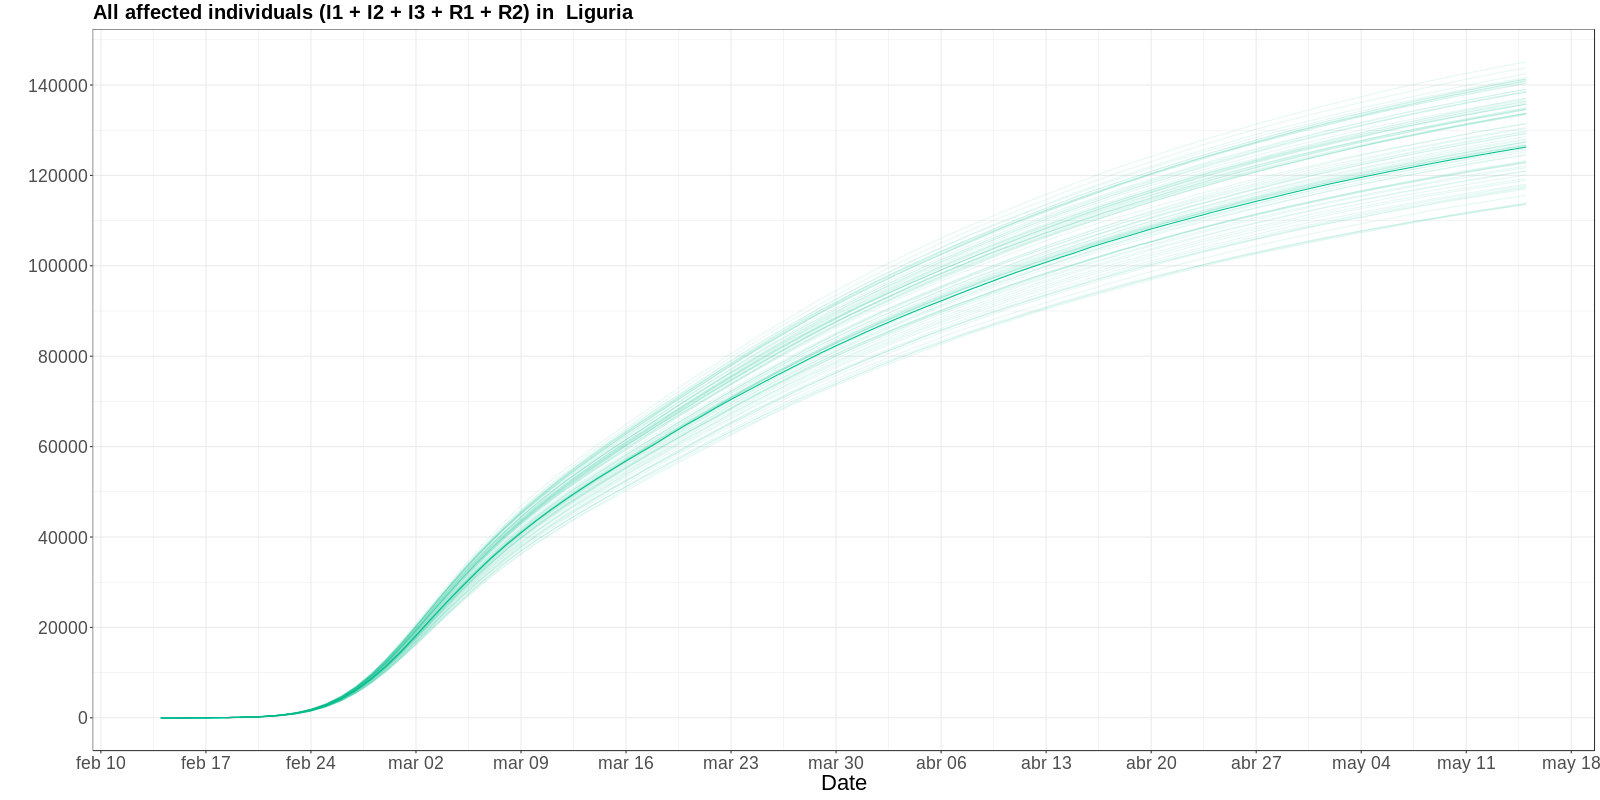 All affected individuals (I1 + I2 + I3 + R1 + R2) in  Liguria
140000
120000
100000
80000
60000
40000
20000
0
feb 10 feb 17 feb 24 mar 02 mar 09 mar 16 mar 23 mar 30 abr 06 abr 13 abr 20 abr 27 may 04 may 11 may 18
Date